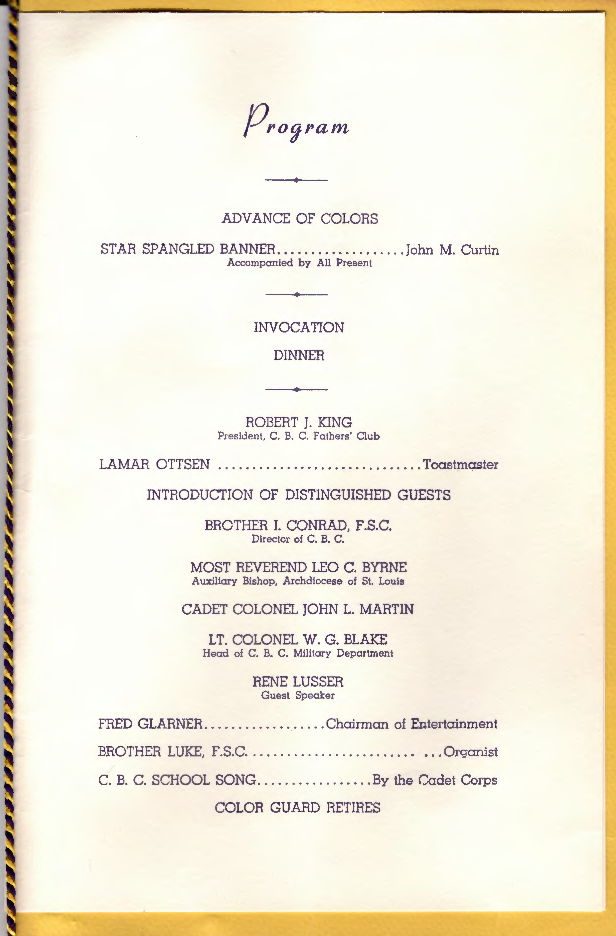 Program
ADVANCE OF COLORS
STAR SPANGLED BANNER...................John M. Curtin
Accompanied by All Present
INVOCATION
DINNER
ROBERT J. KING
President, C. B. C. Fathers' Club
LAMAR OTTSEN ..............................Toastmaster
INTRODUCTION OF DISTINGUISHED GUESTS
BROTHER I. CONRAD, F.S.C.
Director of C. B. C.
MOST REVEREND LEO C. BYRNE
Auxiliary Bishop, Archdiocese of St. Louis
CADET COLONEL JOHN L. MARTIN
LT. COLONEL W. G. BLAKE
Head of C. B. C. Military Department
RENE LUSSER
Guest Speaker
FRED GLARNER..................Chairman of Entertainment
BROTHER LUKE, F.S.C......................... ...Organist
C. B. C. SCHOOL SONG.................By the Cadet Corps
COLOR GUARD RETIRES